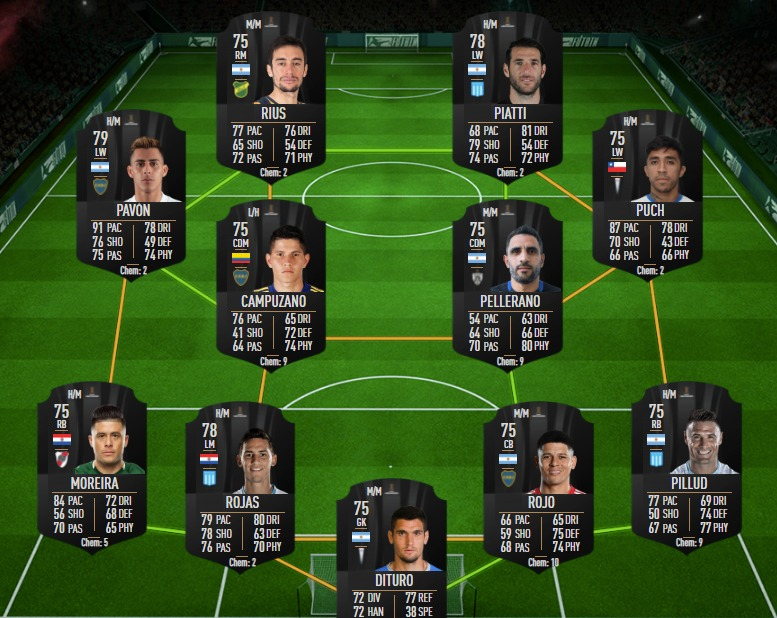 M/M
75
RM
RIUS
77 PAC 76 DRI
65 SHO 54 DEF
72 PAS 71 PHY
Chem: 2
H/M
78
LW
PIATTI
68 PAC 81 DRI
79 SHO 54 DEF
74 PAS 72 PHY
Chem: 2
H/M
79
LW
PAVON
91 PAC 78 DRI
76 SHO 49 DEF
75 PAS 74 PHY
Chem: 2
H/M
75
LW
PUCH
87 PAC 78 DRI
70 SHO 43 DEF
66 PAS 66 PHY
Chem: 2
L/H
75
CDM
CAMPUZANO
76 PAC 65 DRI
41 SHO 72 DEF
64 PAS 74 PHY
Chem: 9
M/M
75
CDM
PELLERANO
54 PAC 63 DRI
64 SHO 66 DEF
70 PAS 80 PHY
Chem: 9
H/M
75
RB
MOREIRA
84 PAC 72 DRI
56 SHO 68 DEF
70 PAS 65 PHY
Chem: 5
H/M
78
LM
ROJAS
79 PAC 80 DRI
78 SHO 63 DEF
76 PAS 70 PHY
Chem: 2
H/M
75
CB
ROJO
66 PAC 65 DRI
59 SHO 75 DEF
68 PAS 74 PHY
Chem: 10
H/M
75
RB
PILLUD
77 PAC 69 DRI
50 SHO 74 DEF
67 PAS 77 PHY
Chem: 9
M/M
75
GK
DITURO
72 DIV 77 REF
72 HAN 38 SPE